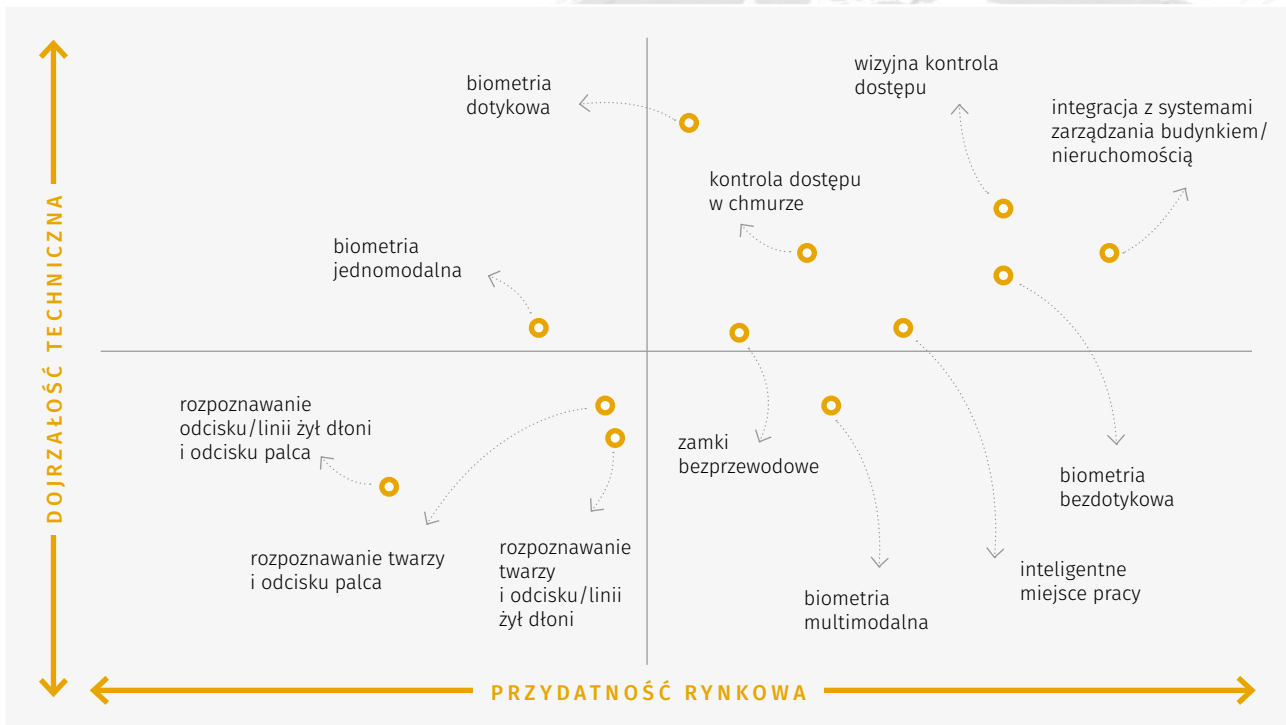 DOJRZAŁOŚĆ TECHNICZNA
biometria
dotykowa
wizyjna kontrola
dostępu
integracja z systemami
zarządzania budynkiem/
nieruchomością
kontrola dostępu
w chmurze
biometria
jednomodalna
rozpoznawanie
odcisku/linii żył dłoni
i odcisku palca
zamki
bezprzewodowe
biometria
bezdotykowa
rozpoznawanie twarzy
i odcisku palca
rozpoznawanie
twarzy
i odcisku/linii
żył dłoni
biometria
multimodalna
inteligentne
miejsce pracy
PRZYDATNOŚĆ RYNKOWA